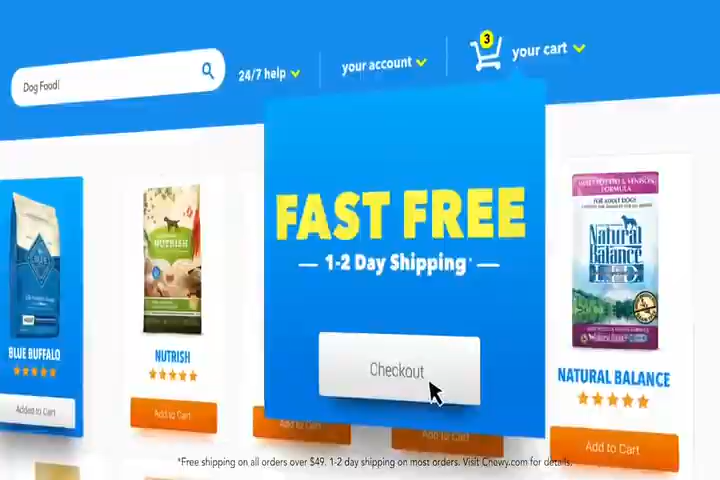 Dog Food!
24/7 help
your account
3
your cart
FAST FREE
1-2 Day Shipping*
Checkout
BLUE
BLUE BUFFALO
Added to Cart
NUTRISH
NUTRISH
Add to Cart
Add to Cart
Add to Cart
FORMULA
FOR ADULT DOGS
Natural
Balance
NATURAL BALANCE
Add to Cart
*Free shipping on all orders over $49. 1-2 day shipping on most orders. Visit Chewy.com for details.